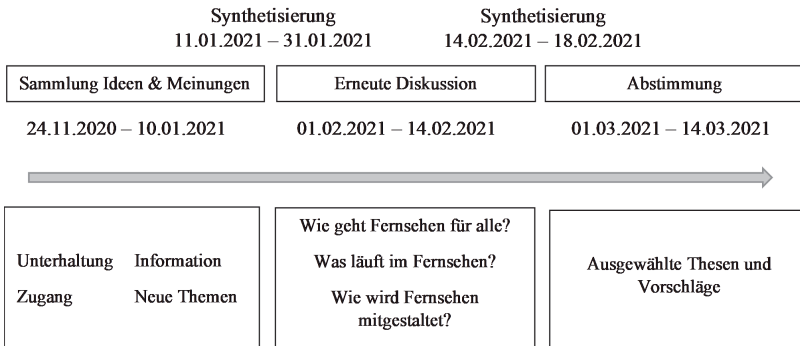 Synthetisierung
11.01.2021 – 31.01.2021
Synthetisierung
14.02.2021 – 18.02.2021
Sammlung Ideen & Meinungen
Erneute Diskussion
Abstimmung
24.11.2020 – 10.01.2021
01.02.2021 – 14.02.2021
01.03.2021 – 14.03.2021
Unterhaltung Information
Zugang Neue Themen
Wie geht Fernsehen für alle?
Was läuft im Fernsehen?
Wie wird Fernsehen
mitgestaltet?
Ausgewählte Thesen und
Vorschläge